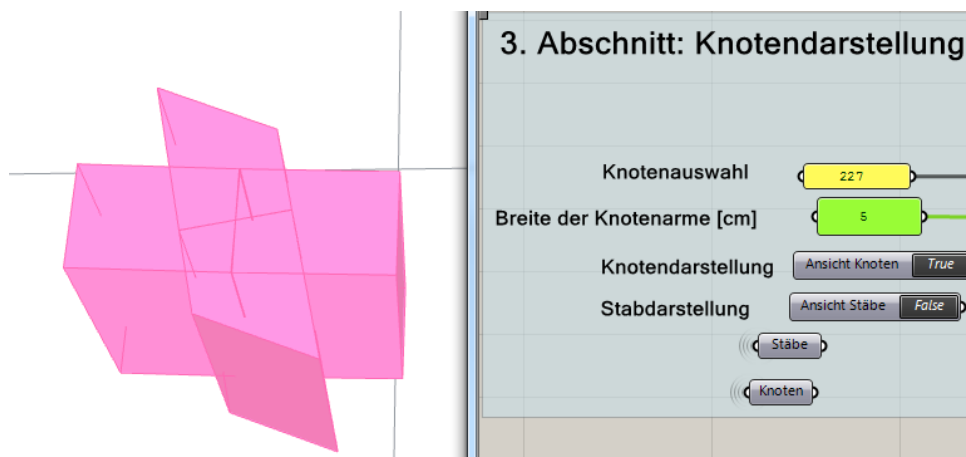 3. Abschnitt: Knotendarstellung
Knotenauswahl
227
Breite der Knotenarme [cm]
5
Knotendarstellung
Ansicht Knoten
True
Stabdarstellung
Ansicht Stäbe
False
Stäbe
Knoten